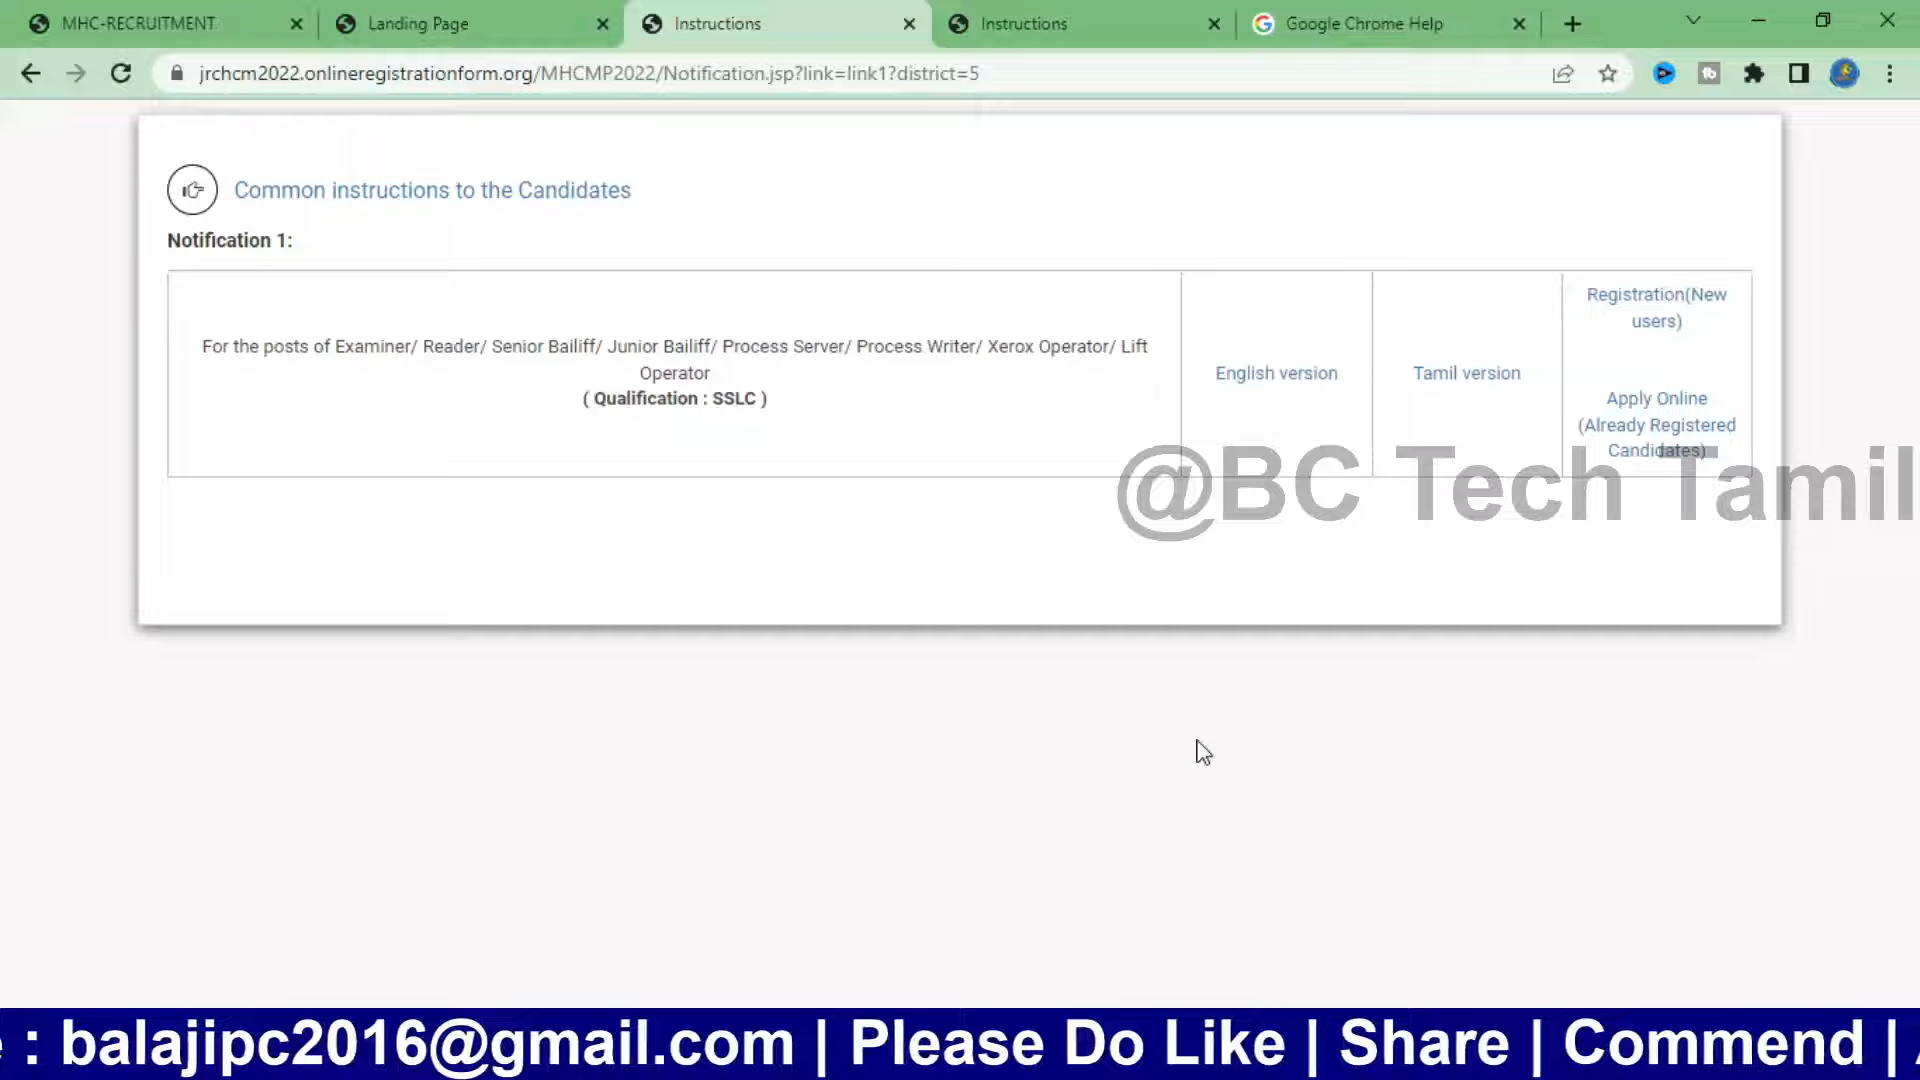 MHC-RECRUITMENT
Landing Page
Instructions
Instructions
Google Chrome Help
jrchcm2022.onlineregistrationform.org/MHCMP2022/Notification.jsp?link=link1?district=5
Common instructions to the Candidates
Notification 1:
For the posts of Examiner/ Reader/ Senior Bailiff/ Junior Bailiff/ Process Server/ Process Writer/ Xerox Operator/ Lift
Operator
( Qualification : SSLC )
English version
Tamil version
Registration(New
users)
Apply Online
(Already Registered
Candidates)
@BC Tech Tamil
: balajipc2016@gmail.com | Please Do Like | Share | Commend |